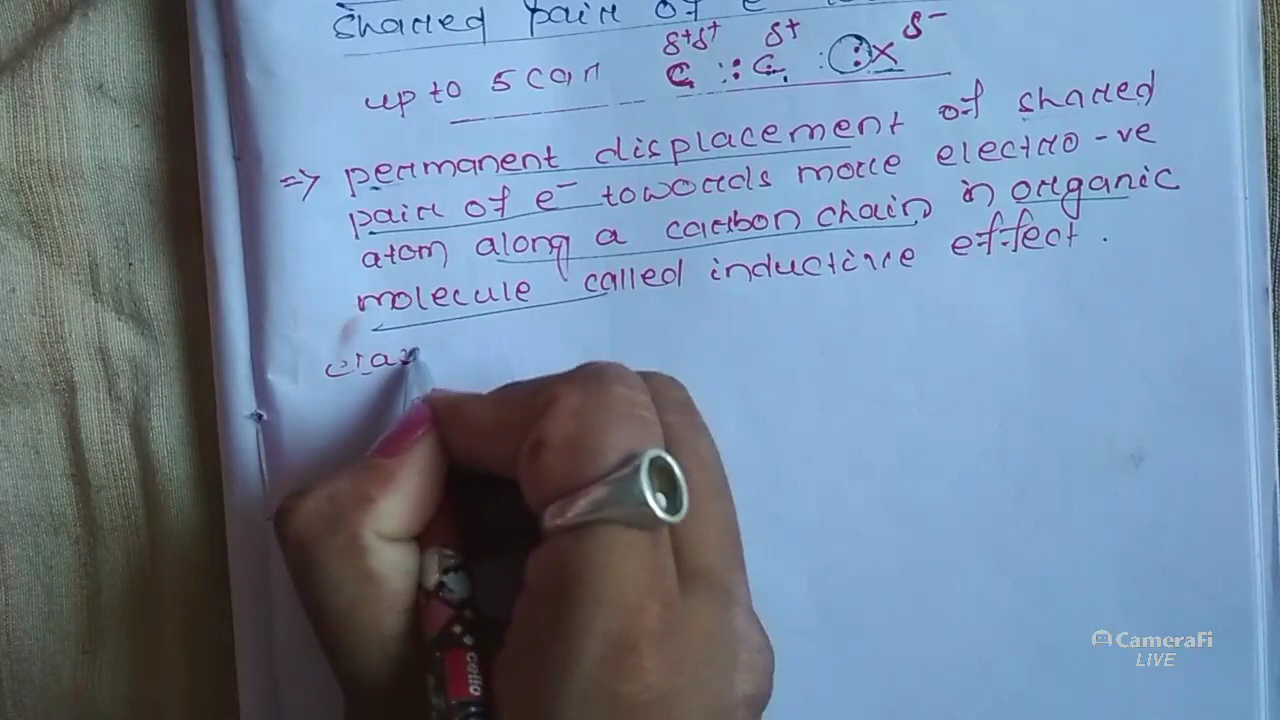 shared pair of e⁻
δ+δ+ δ+ δ-
up to 5 C :: C : : X
=> permanent displacement of shared
pair of e⁻ towards more electro -ve
atom along a carbon chain in organic
molecule called inductive effect.
cello
CameraFi
LIVE